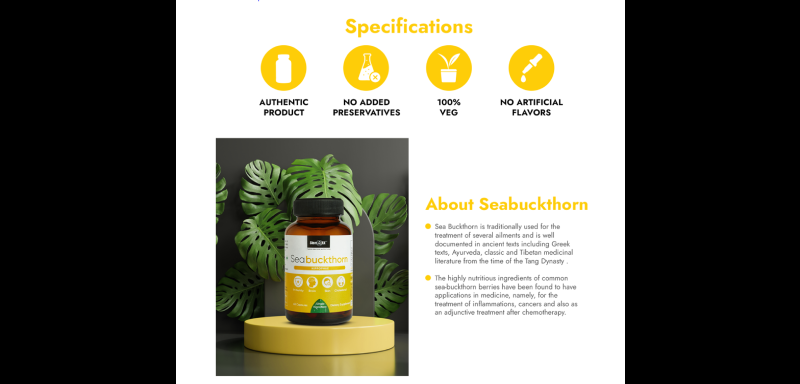 Specifications
AUTHENTIC
PRODUCT
NO ADDED
PRESERVATIVES
100%
VEG
NO ARTIFICIAL
FLAVORS
About Seabuckthorn
Sea Buckthorn is traditionally used for the
treatment of several ailments and is well
documented in ancient texts including Greek
texts, Ayurveda, classic and Tibetan medicinal
literature from the time of the Tang Dynasty .
The highly nutritious ingredients of common
sea-buckthorn berries have been found to have
applications in medicine, namely, for the
treatment of inflammations, cancers and also as
an adjunctive treatment after chemotherapy.
Seabuckthorn